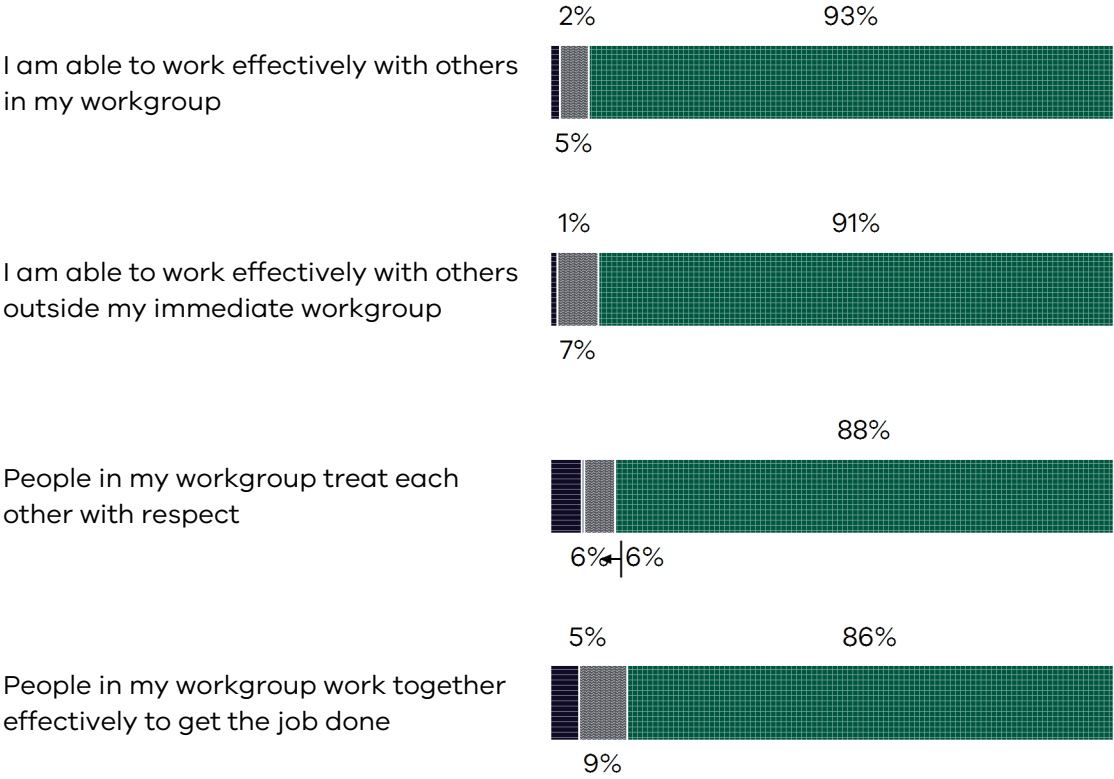 2% 93%
I am able to work effectively with others
in my workgroup
5%
1% 91%
I am able to work effectively with others
outside my immediate workgroup
7%
88%
People in my workgroup treat each
other with respect
6% 6%
5% 86%
People in my workgroup work together
effectively to get the job done
9%